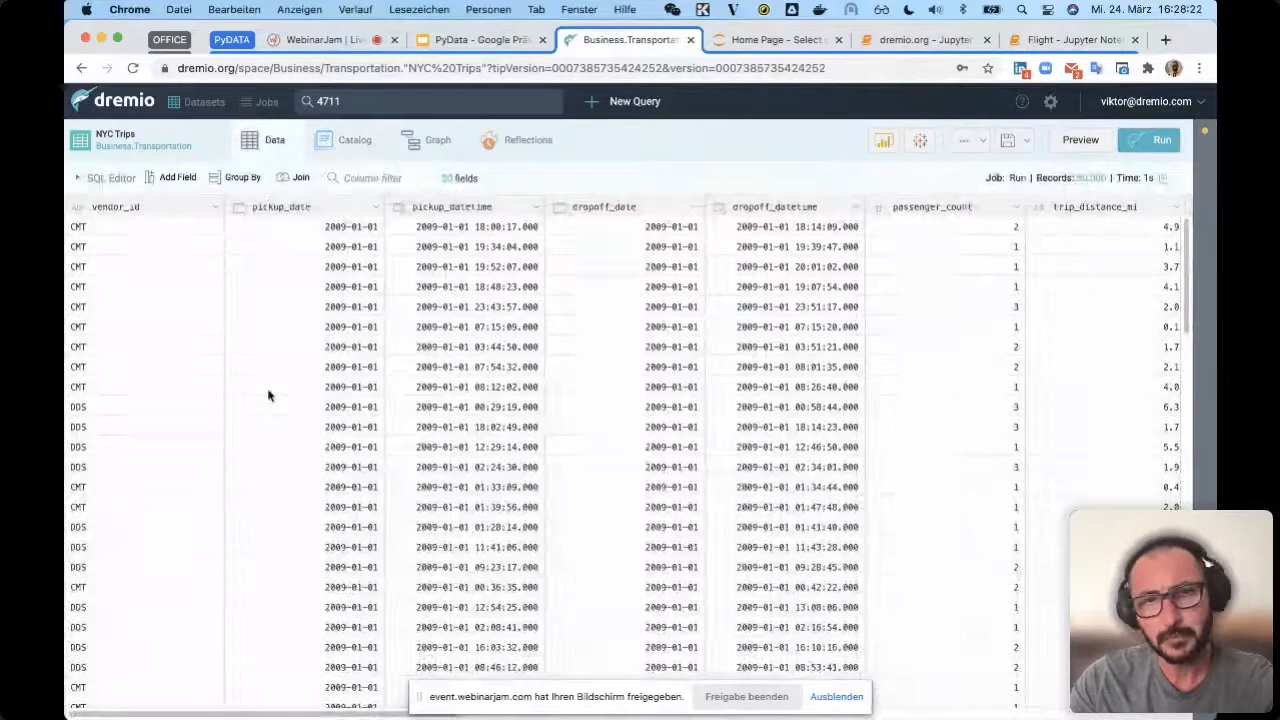 Chrome Datei Bearbeiten Anzeigen Verlauf Lesezeichen Personen Tab Fenster Hilfe Mi. 24. März 16:28:22
OFFICE PyDATA WebinarJam | Live PyData - Google Prä Business.Transportat Home Page - Select dremio.org - Jupyter Flight - Jupyter Note
dremio.org/space/Business/Transportation."NYC%20Trips"?tipVersion=0007385735424252&version=0007385735424252
dremio Datasets Jobs 4711 New Query viktor@dremio.com
NYC Trips
Business.Transportation
Data Catalog Graph Reflections Preview Run
SQL Editor Add Field Group By Join Column filter 20 fields Job: Run | Records: | Time: 1s
vendor_id pickup_date pickup_datetime dropoff_date dropoff_datetime passenger_count trip_distance_mi
CMT 2009-01-01 2009-01-01 18:00:17.000 2009-01-01 2009-01-01 18:14:09.000 2 4.9
CMT 2009-01-01 2009-01-01 19:34:04.000 2009-01-01 2009-01-01 19:39:47.000 1 1.1
CMT 2009-01-01 2009-01-01 19:52:07.000 2009-01-01 2009-01-01 20:01:02.000 1 3.7
CMT 2009-01-01 2009-01-01 18:48:23.000 2009-01-01 2009-01-01 19:07:54.000 1 4.1
CMT 2009-01-01 2009-01-01 23:43:57.000 2009-01-01 2009-01-01 23:51:17.000 3 2.0
CMT 2009-01-01 2009-01-01 07:15:09.000 2009-01-01 2009-01-01 07:15:20.000 1 0.1
CMT 2009-01-01 2009-01-01 03:44:50.000 2009-01-01 2009-01-01 03:51:21.000 2 1.7
CMT 2009-01-01 2009-01-01 07:54:32.000 2009-01-01 2009-01-01 08:01:35.000 2 2.1
CMT 2009-01-01 2009-01-01 08:12:02.000 2009-01-01 2009-01-01 08:26:40.000 1 4.0
DDS 2009-01-01 2009-01-01 00:29:19.000 2009-01-01 2009-01-01 00:58:44.000 3 6.3
DDS 2009-01-01 2009-01-01 18:02:49.000 2009-01-01 2009-01-01 18:14:23.000 3 1.7
DDS 2009-01-01 2009-01-01 12:29:14.000 2009-01-01 2009-01-01 12:46:50.000 1 5.5
DDS 2009-01-01 2009-01-01 02:24:30.000 2009-01-01 2009-01-01 02:34:01.000 3 1.9
CMT 2009-01-01 2009-01-01 01:33:09.000 2009-01-01 2009-01-01 01:34:44.000 1 0.4
CMT 2009-01-01 2009-01-01 01:39:56.000 2009-01-01 2009-01-01 01:47:48.000 1 2.0
DDS 2009-01-01 2009-01-01 01:28:14.000 2009-01-01 2009-01-01 01:41:40.000 1
DDS 2009-01-01 2009-01-01 11:41:06.000 2009-01-01 2009-01-01 11:43:28.000 1
DDS 2009-01-01 2009-01-01 09:23:17.000 2009-01-01 2009-01-01 09:28:45.000 2
CMT 2009-01-01 2009-01-01 00:36:35.000 2009-01-01 2009-01-01 00:42:22.000 2
DDS 2009-01-01 2009-01-01 12:54:25.000 2009-01-01 2009-01-01 13:08:06.000 1
DDS 2009-01-01 2009-01-01 02:08:41.000 2009-01-01 2009-01-01 02:16:54.000 1
DDS 2009-01-01 2009-01-01 16:03:32.000 2009-01-01 2009-01-01 16:10:16.000 2
DDS 2009-01-01 2009-01-01 08:46:12.000 2009-01-01 2009-01-01 08:53:41.000 2
CMT 1
event.webinarjam.com hat Ihren Bildschirm freigegeben. Freigabe beenden Ausblenden